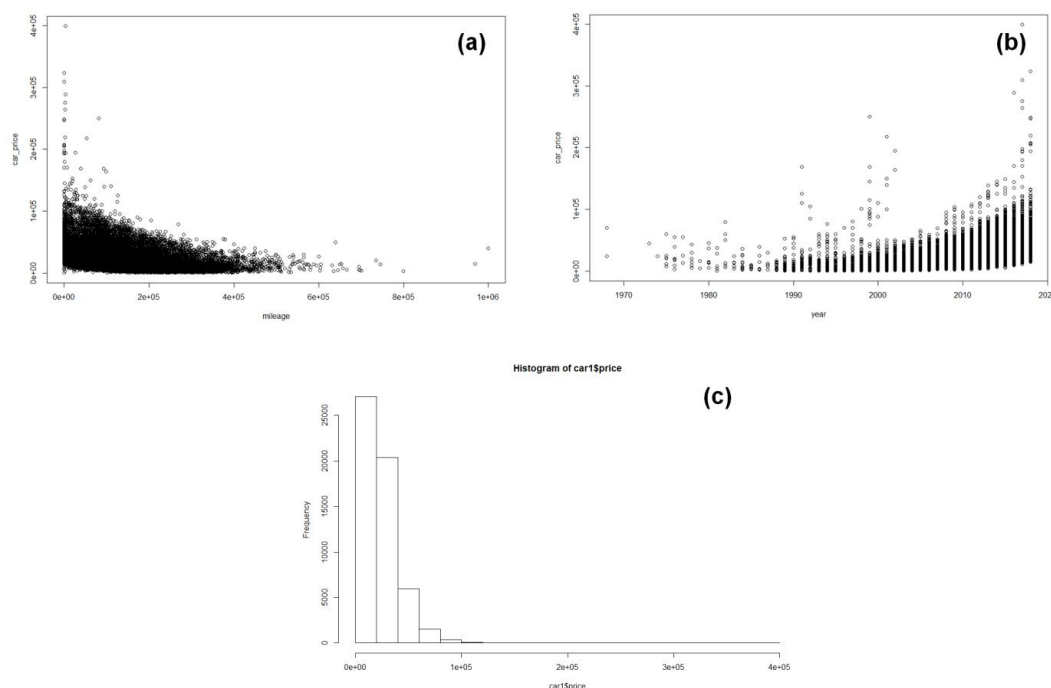 (a)
car_price
4e+05
3e+05
2e+05
1e+05
0e+00
0e+00 2e+05 4e+05 6e+05 8e+05 1e+06
mileage
(b)
car_price
4e+05
3e+05
2e+05
1e+05
0e+00
1970 1980 1990 2000 2010 202
year
Histogram of car1$price
(c)
Frequency
25000
20000
15000
10000
5000
0
0e+00 1e+05 2e+05 3e+05 4e+05
car1$price